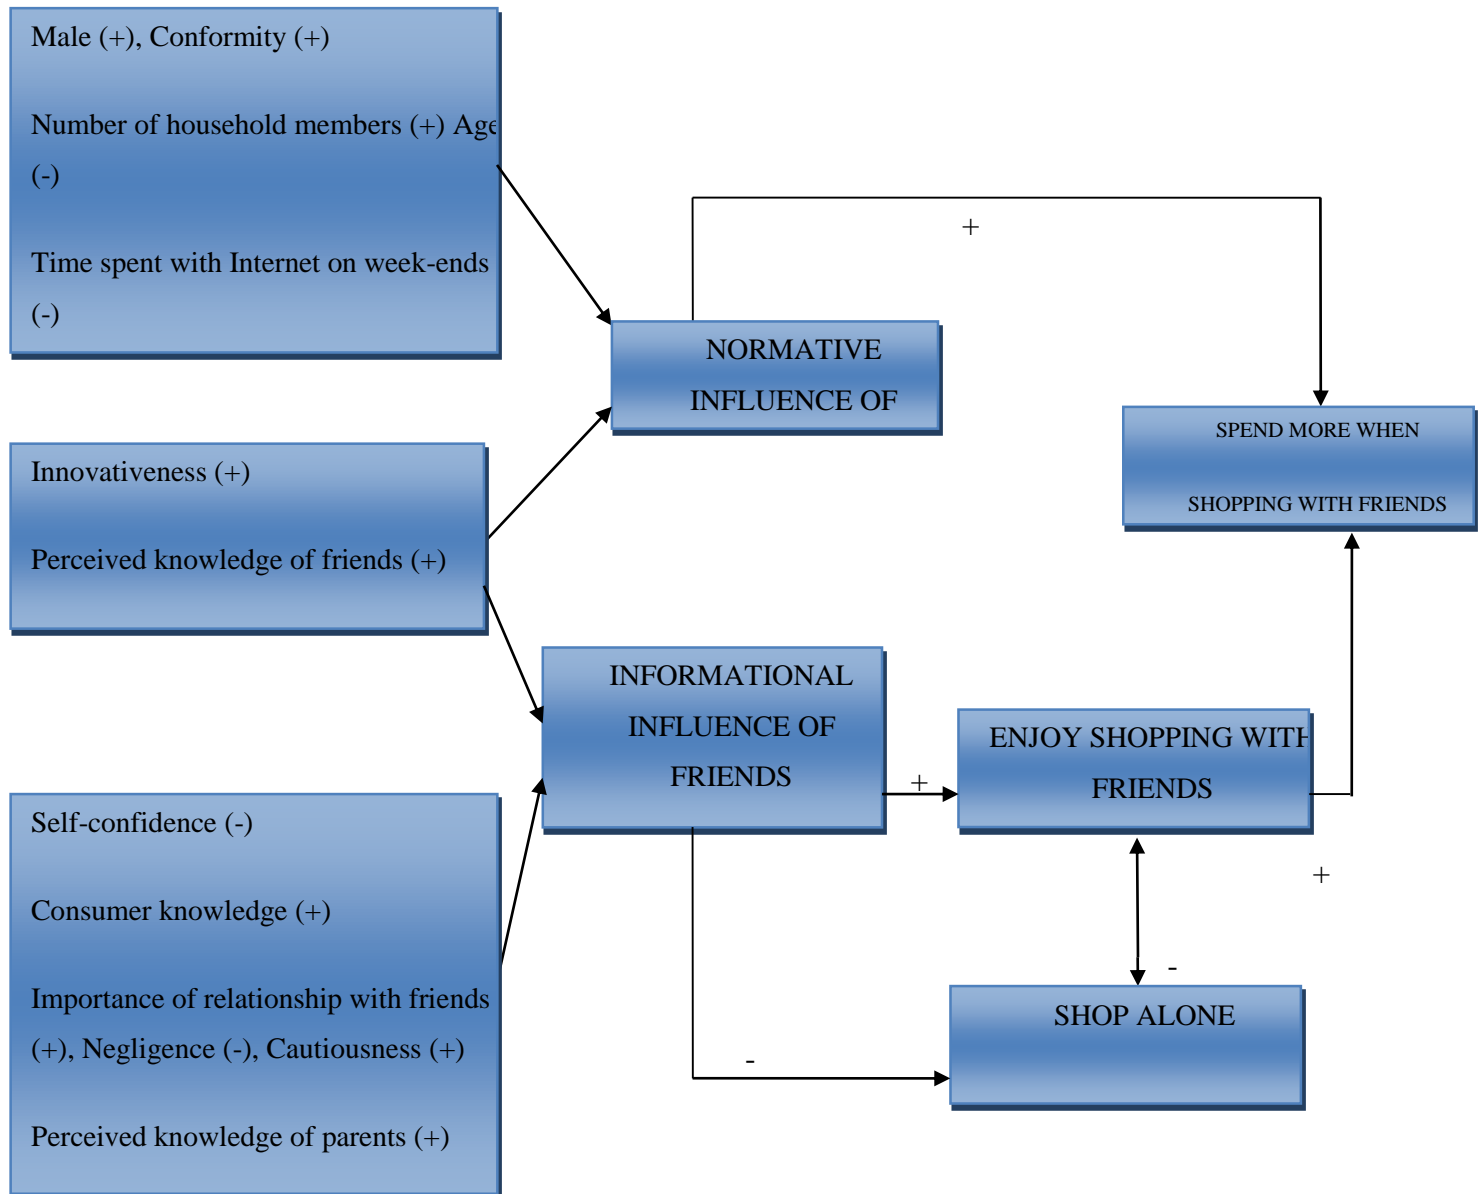 Male (+), Conformity (+)
Number of household members (+) Age
(-)
Time spent with Internet on week-ends
(-)
+
NORMATIVE
INFLUENCE OF
SPEND MORE WHEN
SHOPPING WITH FRIENDS
Innovativeness (+)
Perceived knowledge of friends (+)
INFORMATIONAL
INFLUENCE OF
FRIENDS
+
ENJOY SHOPPING WITH
FRIENDS
+
Self-confidence (-)
Consumer knowledge (+)
Importance of relationship with friends
(+), Negligence (-), Cautiousness (+)
Perceived knowledge of parents (+)
-
SHOP ALONE
-